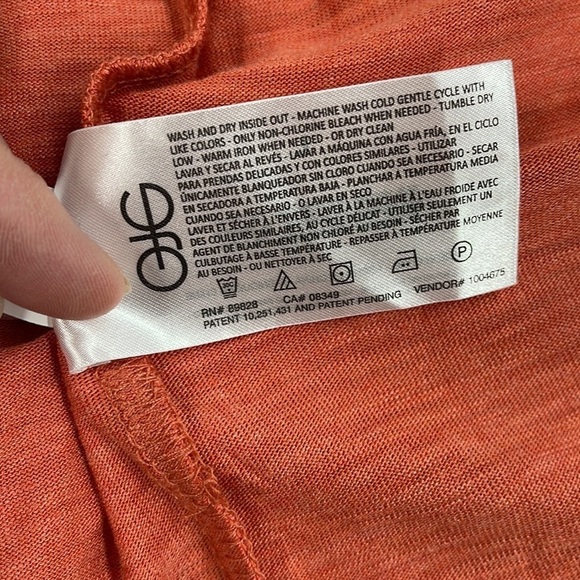 WASH AND DRY INSIDE OUT - MACHINE WASH COLD GENTLE CYCLE WITH
LIKE COLORS - ONLY NON-CHLORINE BLEACH WHEN NEEDED - TUMBLE DRY
LOW - WARM IRON WHEN NEEDED - OR DRY CLEAN
LAVAR Y SECAR AL REVÉS - LAVAR A MÁQUINA CON AGUA FRÍA, EN EL CICLO
PARA PRENDAS DELICADAS Y CON COLORES SIMILARES - UTILIZAR
ÚNICAMENTE BLANQUEADOR SIN CLORO CUANDO SEA NECESARIO - SECAR
EN SECADORA A TEMPERATURA BAJA - PLANCHAR A TEMPERATURA MEDIA
CUANDO SEA NECESARIO - O LAVAR EN SECO
LAVER ET SÉCHER À L'ENVERS - LAVER À LA MACHINE À L'EAU FROIDE AVEC
DES COULEURS SIMILAIRES, AU CYCLE DÉLICAT - UTILISER SEULEMENT UN
AGENT DE BLANCHIMENT NON CHLORÉ AU BESOIN - SÉCHER PAR
CULBUTAGE À BASSE TEMPÉRATURE - REPASSER À TEMPÉRATURE MOYENNE
AU BESOIN - OU NETTOYER À SEC
RN# 89828 CA# 08349 VENDOR# 1004675
PATENT 10,251,431 AND PATENT PENDING